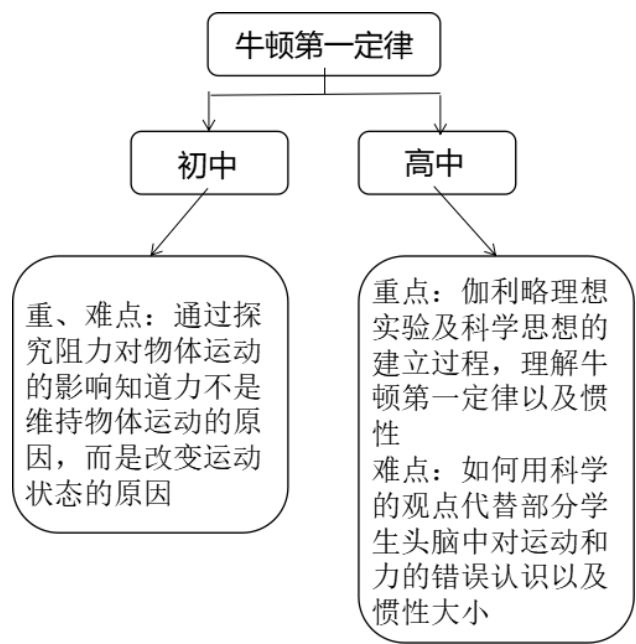 牛顿第一定律
初中
高中
重、难点：通过探
究阻力对物体运动
的影响知道力不是
维持物体运动的原
因，而是改变运动
状态的原因
重点：伽利略理想
实验及科学思想的
建立过程，理解牛
顿第一定律以及惯
性
难点：如何用科学
的观点代替部分学
生头脑中对运动和
力的错误认识以及
惯性大小